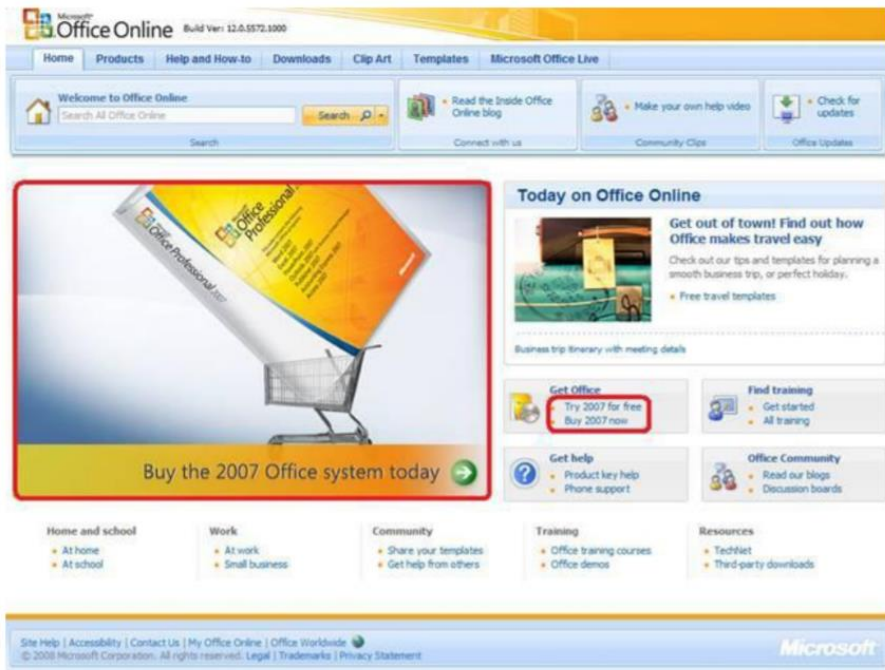 Microsoft
Office Online Build Ver: 12.0.5572.1000
Home Products Help and How-to Downloads Clip Art Templates Microsoft Office Live
Welcome to Office Online
Search All Office Online
Search
Search
Read the Inside Office
Online blog
Connect with us
Make your own help video
Community Clips
Check for
updates
Office Updates
Microsoft
Office Professional 2007
Microsoft
Office
Professional 2007
Microsoft
Buy the 2007 Office system today
Today on Office Online
Get out of town! Find out how
Office makes travel easy
Check out our tips and templates for planning a
smooth business trip, or perfect holiday.
Free travel templates
Business trip itinerary with meeting details
Get Office
Try 2007 for free
Buy 2007 now
Find training
Get started
All training
Get help
Product key help
Phone support
Office Community
Read our blogs
Discussion boards
Home and school
At home
At school
Work
At work
Small business
Community
Share your templates
Get help from others
Training
Office training courses
Office demos
Resources
TechNet
Third-party downloads
Site Help | Accessibility | Contact Us | My Office Online | Office Worldwide
© 2008 Microsoft Corporation. All rights reserved. Legal | Trademarks | Privacy Statement
Microsoft